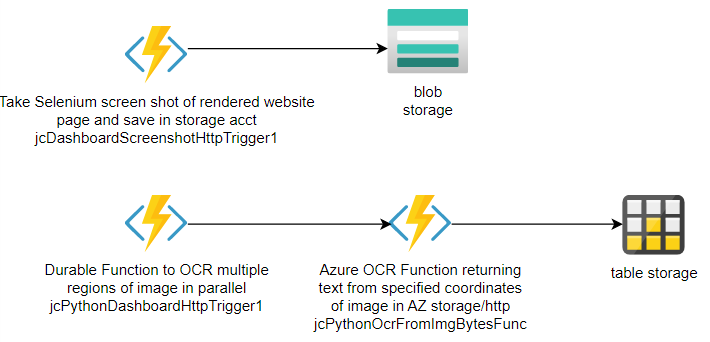 Take Selenium screen shot of rendered website
page and save in storage acct
jcDashboardScreenshotHttpTrigger1
blob
storage
Durable Function to OCR multiple
regions of image in parallel
jcPythonDashboardHttpTrigger1
Azure OCR Function returning
text from specified coordinates
of image in AZ storage/http
jcPythonOcrFromImgBytesFunc
table storage